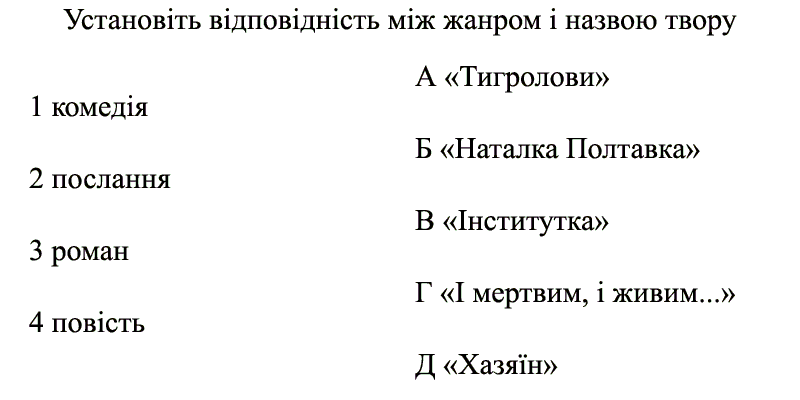 Установіть відповідність між жанром і назвою твору
А «Тигролови»
1 комедія
Б «Наталка Полтавка»
2 послання
В «Інститутка»
3 роман
Г «І мертвим, і живим...»
4 повість
Д «Хазяїн»